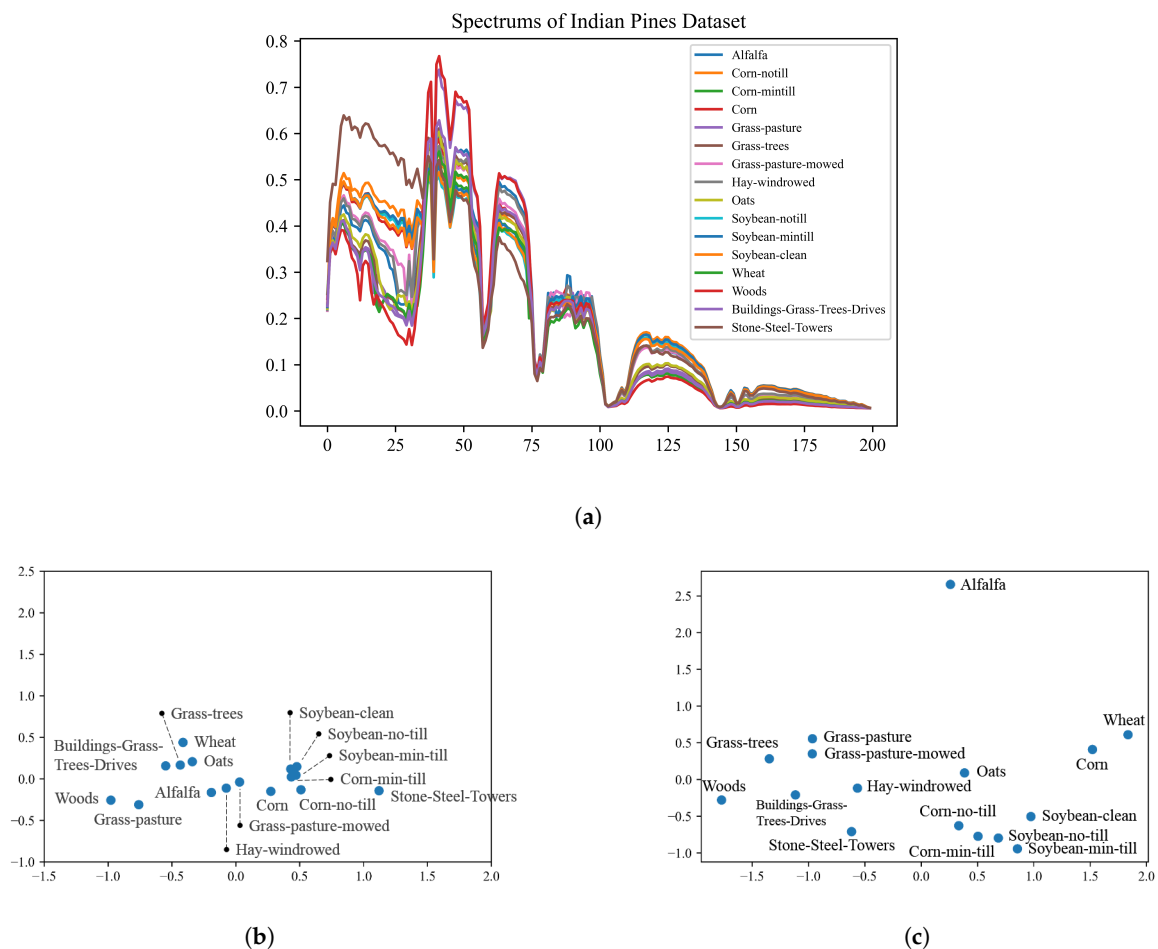 Spectrums of Indian Pines Dataset
0.8
0.7
0.6
0.5
0.4
0.3
0.2
0.1
0.0
0 25 50 75 100 125 150 175 200
Alfalfa
Corn-notill
Corn-mintill
Corn
Grass-pasture
Grass-trees
Grass-pasture-mowed
Hay-windrowed
Oats
Soybean-notill
Soybean-mintill
Soybean-clean
Wheat
Woods
Buildings-Grass-Trees-Drives
Stone-Steel-Towers
(a)
2.5
2.0
1.5
1.0
0.5
0.0
−0.5
−1.0
−1.5 −1.0 −0.5 0.0 0.5 1.0 1.5 2.0
Grass-trees
Soybean-clean
Soybean-no-till
Wheat
Buildings-Grass-
Trees-Drives
Oats
Soybean-min-till
Corn-min-till
Woods
Alfalfa
Corn
Corn-no-till
Stone-Steel-Towers
Grass-pasture
Grass-pasture-mowed
Hay-windrowed
(b)
2.5
2.0
1.5
1.0
0.5
0.0
−0.5
−1.0
−1.5 −1.0 −0.5 0.0 0.5 1.0 1.5 2.0
Alfalfa
Wheat
Grass-pasture
Grass-trees
Grass-pasture-mowed
Corn
Oats
Woods
Hay-windrowed
Buildings-Grass-
Trees-Drives
Corn-no-till
Soybean-clean
Stone-Steel-Towers
Soybean-no-till
Corn-min-till
Soybean-min-till
(c)